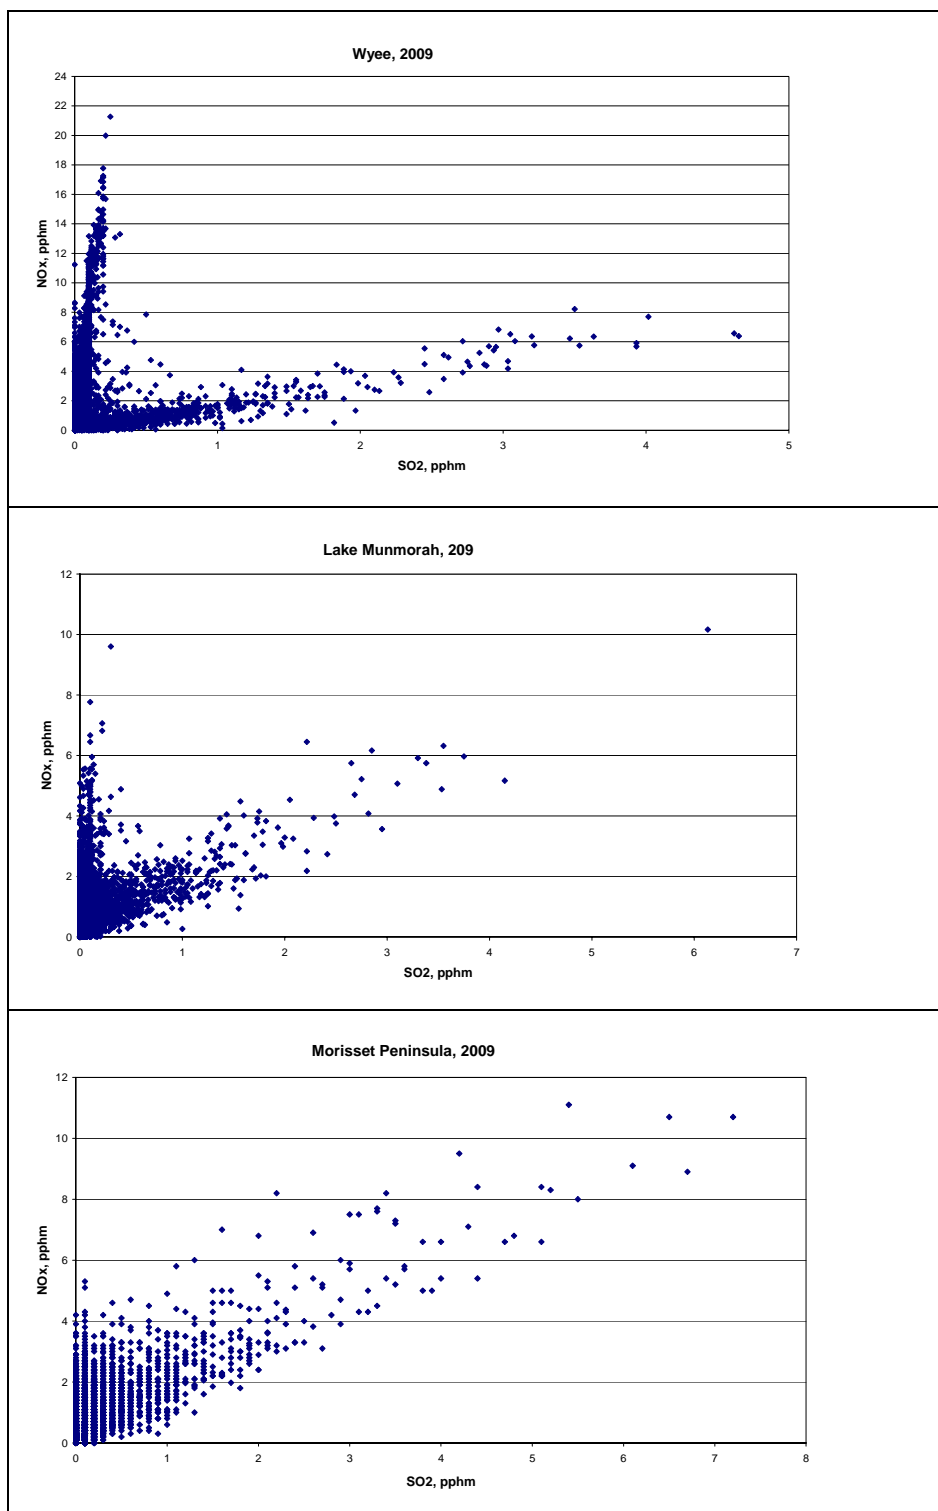 Wyee, 2009
24
22
20
18
16
14
12
10
8
6
4
2
0
NOx, pphm
0 1 2 3 4 5
SO2, pphm
Lake Munmorah, 209
12
10
8
6
4
2
0
NOx, pphm
0 1 2 3 4 5 6 7
SO2, pphm
Morisset Peninsula, 2009
12
10
8
6
4
2
0
NOx, pphm
0 1 2 3 4 5 6 7 8
SO2, pphm